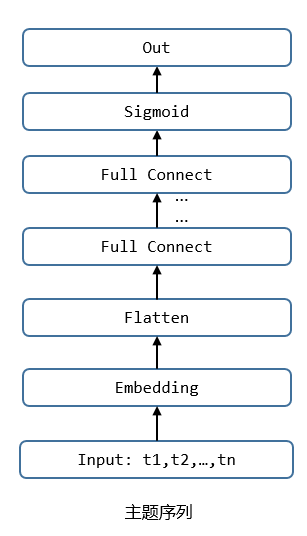 Out
Sigmoid
Full Connect
...
...
Full Connect
Flatten
Embedding
Input: t1,t2,…,tn
主题序列